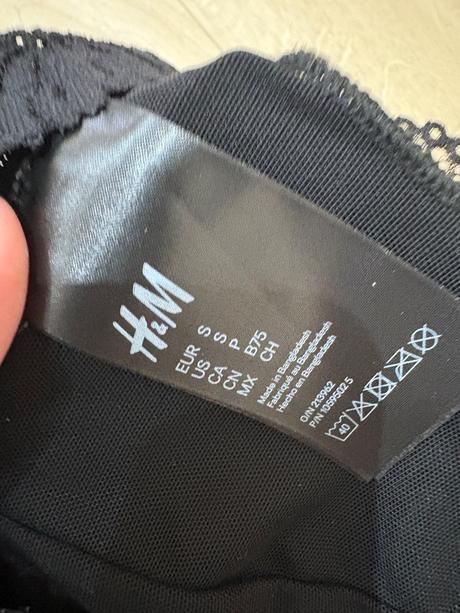 H&M
EUR S
US S
CA P
CN B75
MX CH
Made in Bangladesh
Fabriqué au Bangladesh
Hecho en Bangladesh
O/N 213962
P/N 1059502.5
40